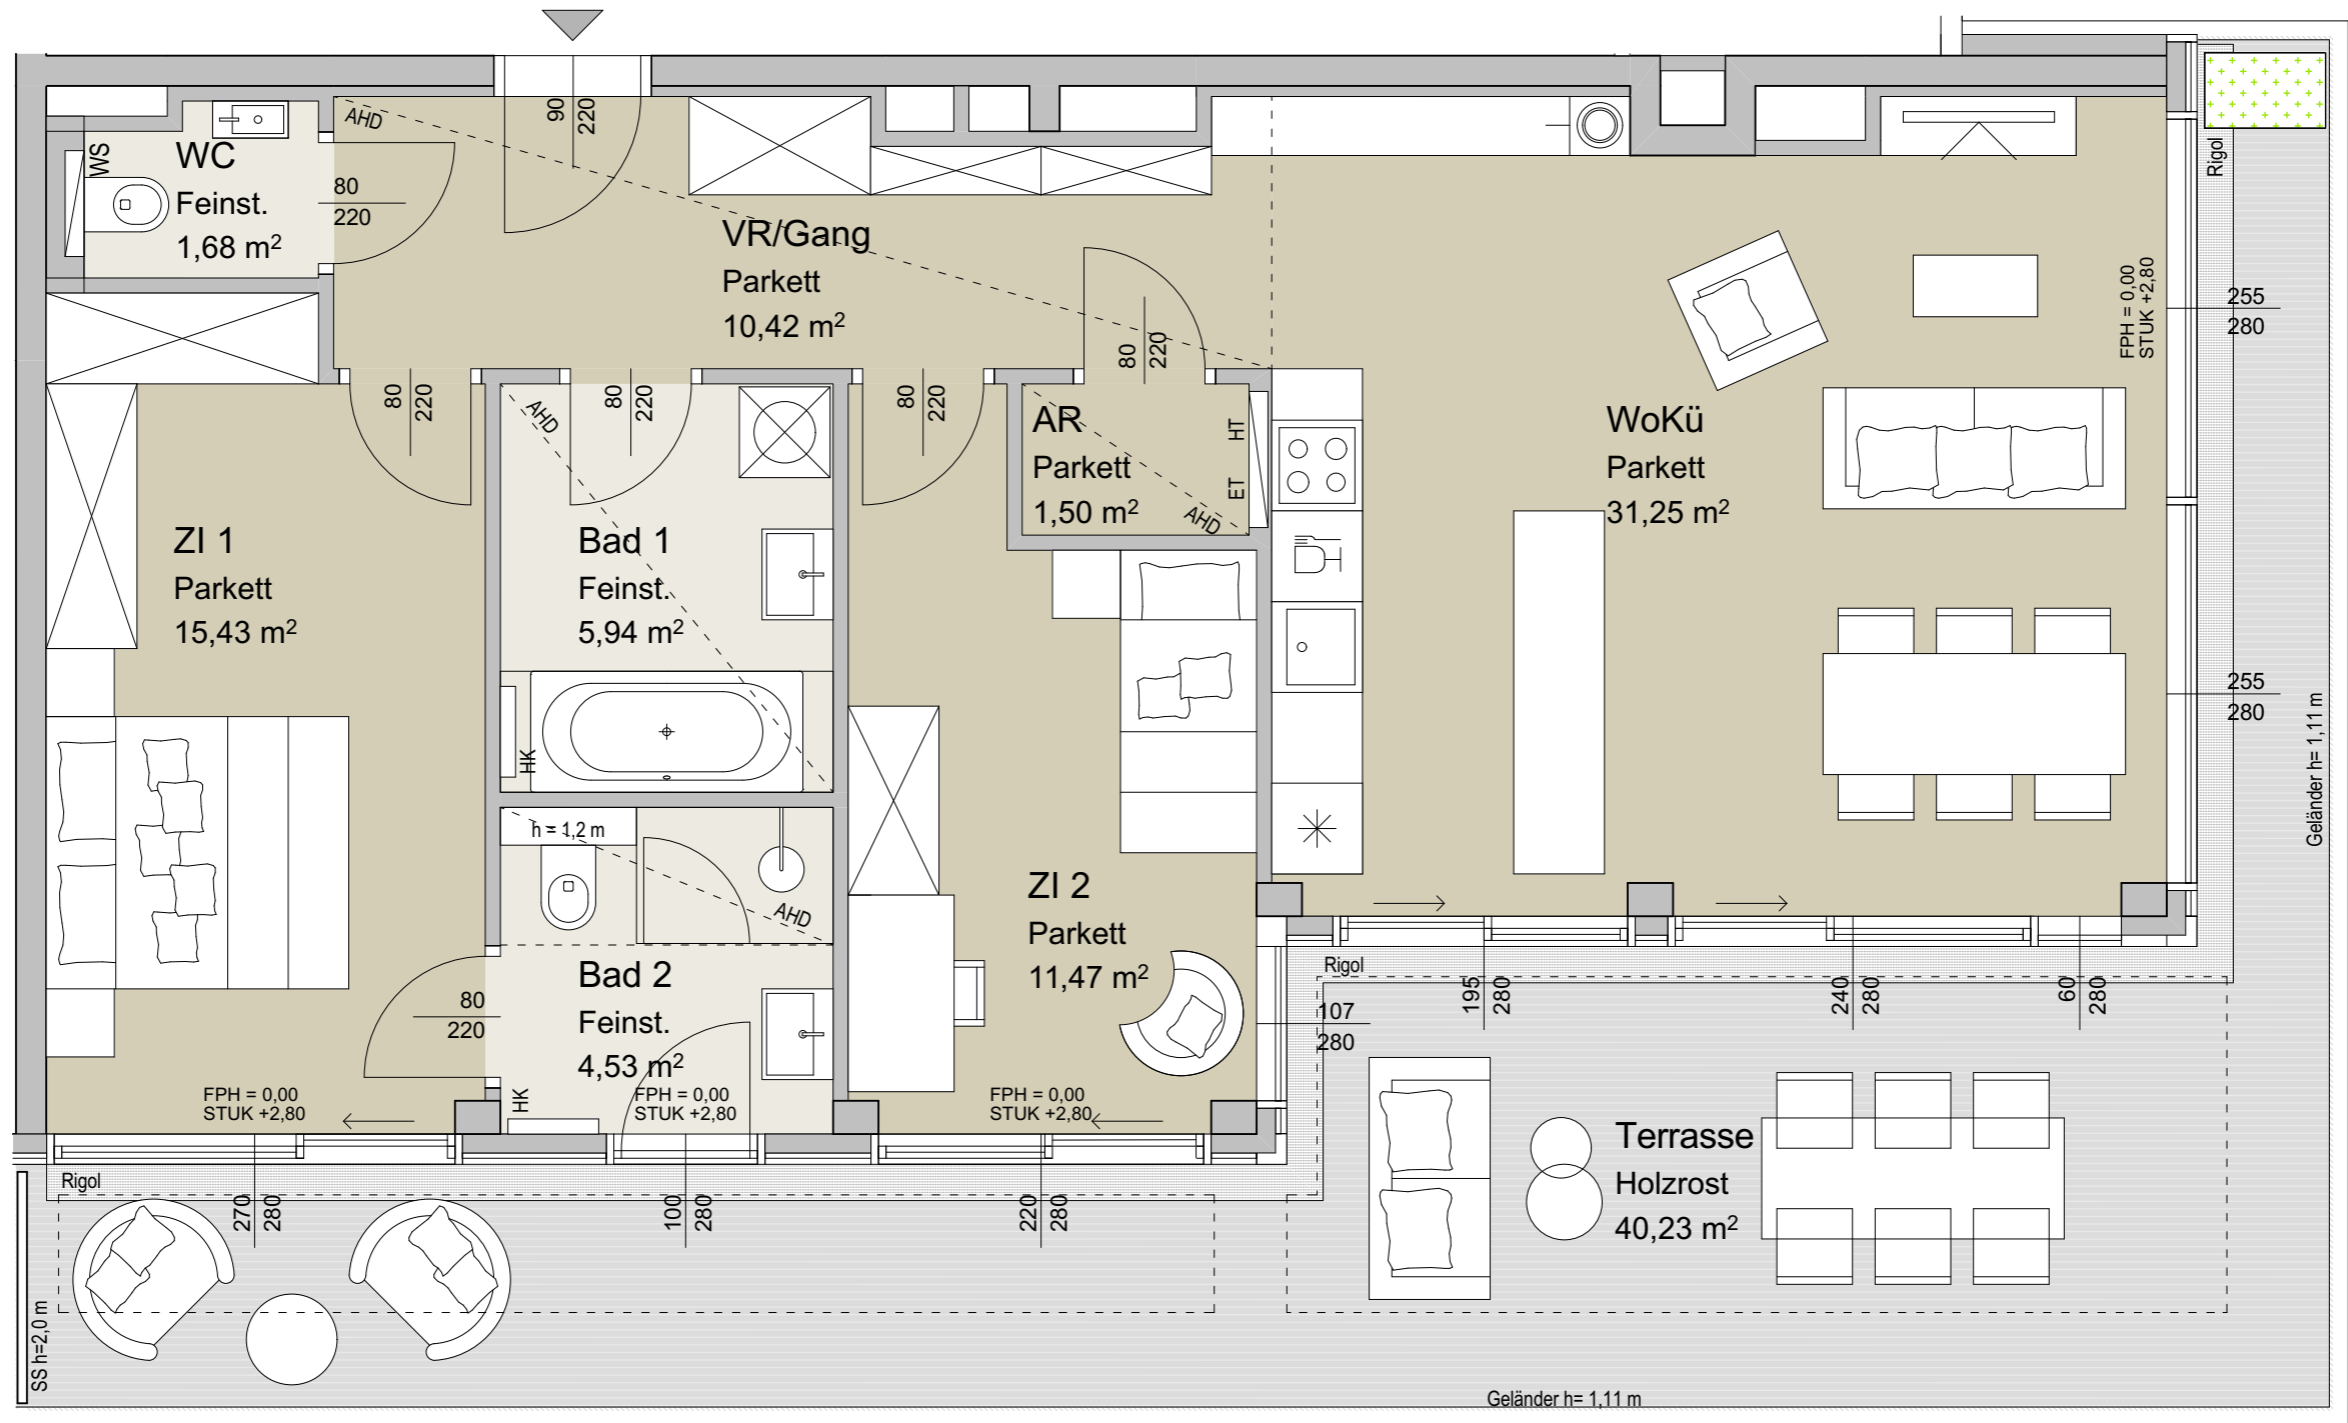 AHD
90
220
WS
WC
Feinst.
1,68 m²
80
220
Rigol
VR/Gang
Parkett
10,42 m²
FPH = 0,00
STUK +2,80
255
280
80
220
80
220
80
220
80
220
AHD
AR
Parkett
1,50 m²
AHD
HT
ET
WoKü
Parkett
31,25 m²
ZI 1
Parkett
15,43 m²
Bad 1
Feinst.
5,94 m²
HK
255
280
Geländer h= 1,11 m
h = 1,2 m
AHD
ZI 2
Parkett
11,47 m²
Bad 2
Feinst.
4,53 m²
80
220
HK
FPH = 0,00
STUK +2,80
FPH = 0,00
STUK +2,80
FPH = 0,00
STUK +2,80
Rigol
195
280
240
280
60
280
107
280
Terrasse
Holzrost
40,23 m²
Rigol
270
280
100
280
220
280
SS h=2,0 m
Geländer h= 1,11 m